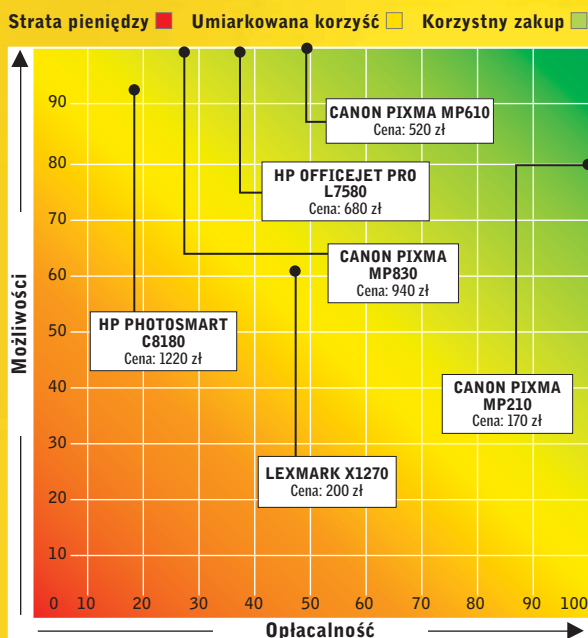 Strata pieniędzy Umiarkowana korzyść Korzystny zakup
Możliwości
90
80
70
60
50
40
30
20
10
0 10 20 30 40 50 60 70 80 90 100
Opłacalność
CANON PIXMA MP610
Cena: 520 zł
HP OFFICEJET PRO
L7580
Cena: 680 zł
CANON PIXMA
MP830
Cena: 940 zł
HP PHOTOSMART
C8180
Cena: 1220 zł
CANON PIXMA
MP210
Cena: 170 zł
LEXMARK X1270
Cena: 200 zł